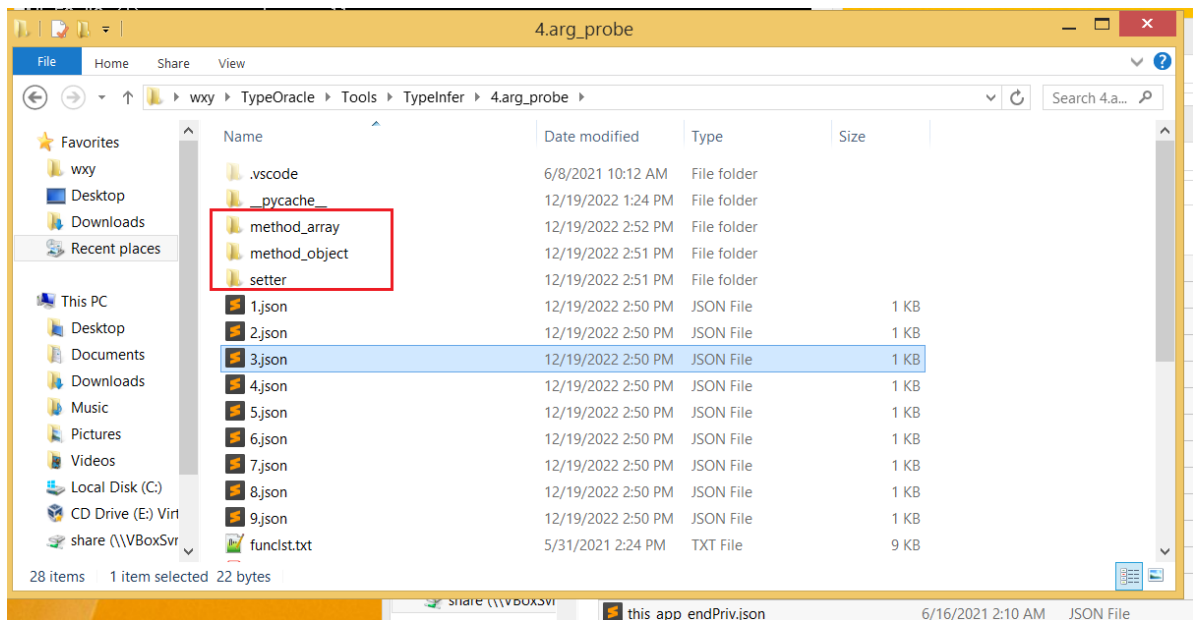 4.arg_probe
File Home Share View
wxy TypeOracle Tools TypeInfer 4.arg_probe Search 4.a...
Favorites
wxy
Desktop
Downloads
Recent places
This PC
Desktop
Documents
Downloads
Music
Pictures
Videos
Local Disk (C:)
CD Drive (E:) Virt
share (\\VBoxSvr
Name Date modified Type Size
.vscode 6/8/2021 10:12 AM File folder
__pycache__ 12/19/2022 1:24 PM File folder
method_array 12/19/2022 2:52 PM File folder
method_object 12/19/2022 2:51 PM File folder
setter 12/19/2022 2:51 PM File folder
1.json 12/19/2022 2:50 PM JSON File 1 KB
2.json 12/19/2022 2:50 PM JSON File 1 KB
3.json 12/19/2022 2:50 PM JSON File 1 KB
4.json 12/19/2022 2:50 PM JSON File 1 KB
5.json 12/19/2022 2:50 PM JSON File 1 KB
6.json 12/19/2022 2:50 PM JSON File 1 KB
7.json 12/19/2022 2:50 PM JSON File 1 KB
8.json 12/19/2022 2:50 PM JSON File 1 KB
9.json 12/19/2022 2:50 PM JSON File 1 KB
funclst.txt 5/31/2021 2:24 PM TXT File 9 KB
28 items 1 item selected 22 bytes
share (\\VBoxSvr
this_app_endPriv.json 6/16/2021 2:10 AM JSON File